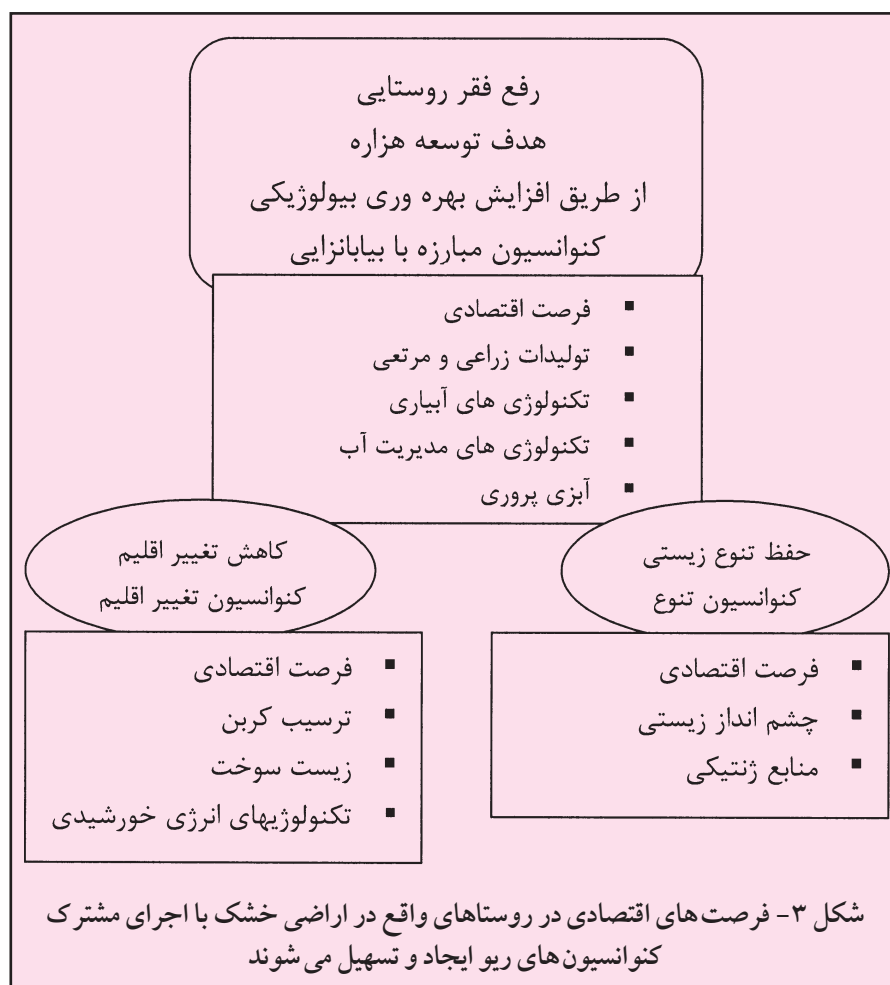 رفع فقر روستایی
هدف توسعه هزاره
از طریق افزایش بهره وری بیولوژیکی
کنوانسیون مبارزه با بیابانزایی
▪ فرصت اقتصادی
▪ تولیدات زراعی و مرتعی
▪ تکنولوژی های آبیاری
▪ تکنولوژی های مدیریت آب
▪ آبزی پروری
حفظ تنوع زیستی
کنوانسیون تنوع
▪ فرصت اقتصادی
▪ چشم انداز زیستی
▪ منابع ژنتیکی
کاهش تغییر اقلیم
کنوانسیون تغییر اقلیم
▪ فرصت اقتصادی
▪ ترسیب کربن
▪ زیست سوخت
▪ تکنولوژیهای انرژی خورشیدی
شکل ۳- فرصت‌های اقتصادی در روستاهای واقع در اراضی خشک با اجرای مشترک
کنوانسیون‌های ریو ایجاد و تسهیل می‌شوند